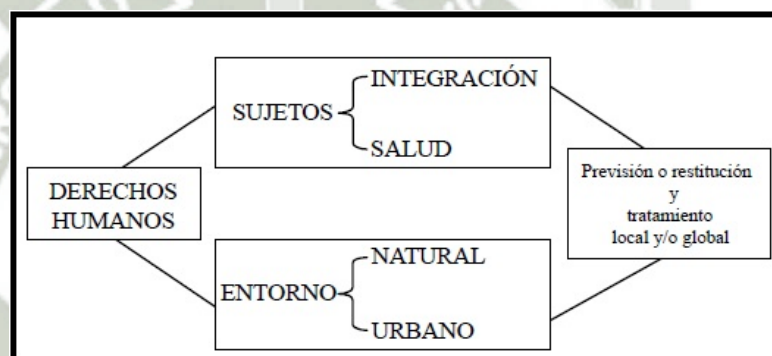 DERECHOS
HUMANOS
SUJETOS
INTEGRACIÓN
SALUD
ENTORNO
NATURAL
URBANO
Previsión o restitución
y
tratamiento
local y/o global